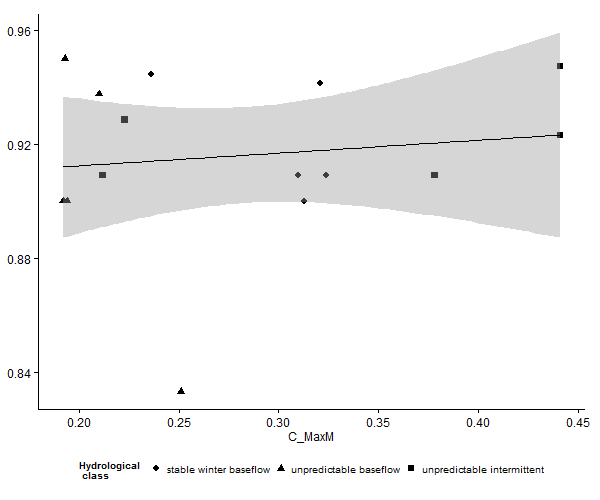 0.96
0.92
0.88
0.84
0.20 0.25 0.30 0.35 0.40 0.45
C_MaxM
Hydrological
class
stable winter baseflow unpredictable baseflow unpredictable intermittent